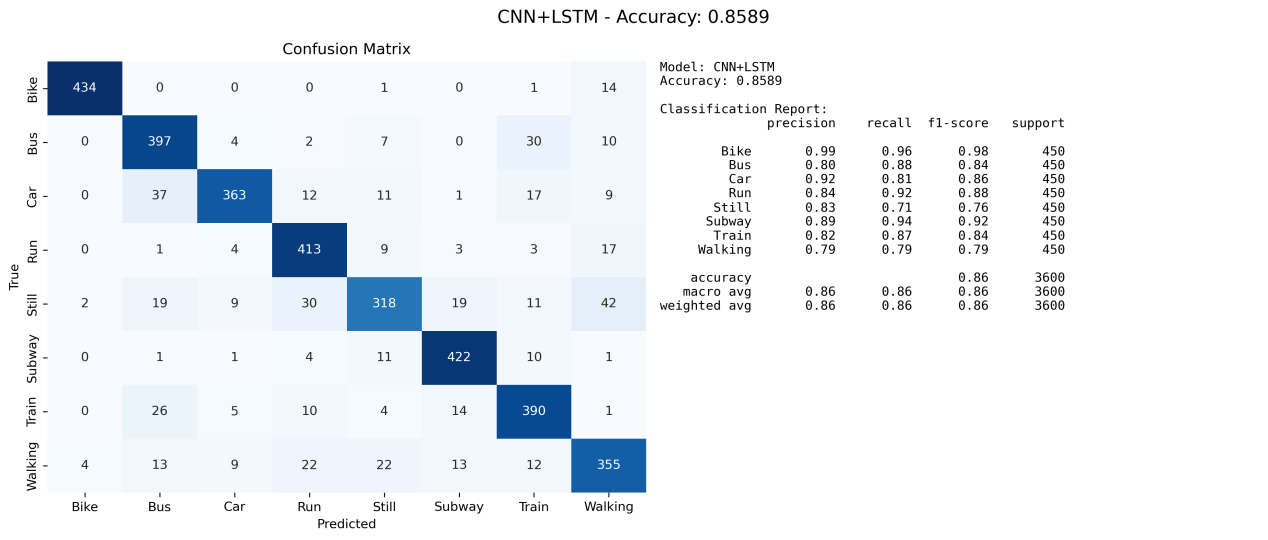 CNN+LSTM - Accuracy: 0.8589
Confusion Matrix
True
Bike 434 0 0 0 1 0 1 14
Bus 0 397 4 2 7 0 30 10
Car 0 37 363 12 11 1 17 9
Run 0 1 4 413 9 3 3 17
Still 2 19 9 30 318 19 11 42
Subway 0 1 1 4 11 422 10 1
Train 0 26 5 10 4 14 390 1
Walking 4 13 9 22 22 13 12 355
Bike Bus Car Run Still Subway Train Walking
Predicted
Model: CNN+LSTM
Accuracy: 0.8589
Classification Report:
precision recall f1-score support
Bike 0.99 0.96 0.98 450
Bus 0.80 0.88 0.84 450
Car 0.92 0.81 0.86 450
Run 0.84 0.92 0.88 450
Still 0.83 0.71 0.76 450
Subway 0.89 0.94 0.92 450
Train 0.82 0.87 0.84 450
Walking 0.79 0.79 0.79 450
accuracy 0.86 3600
macro avg 0.86 0.86 0.86 3600
weighted avg 0.86 0.86 0.86 3600